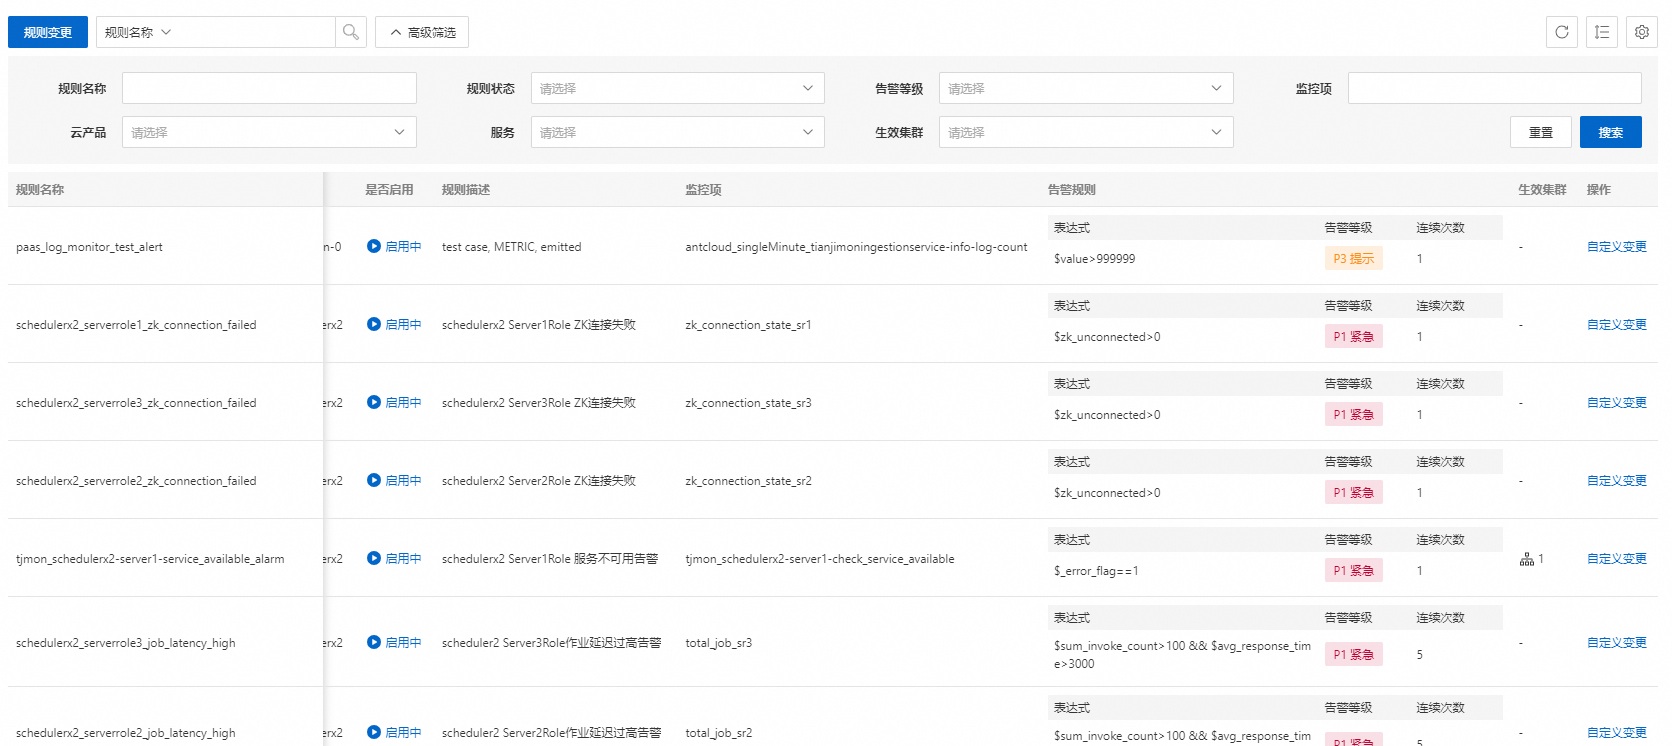 规则变更 规则名称 高级筛选
规则名称 规则状态 请选择 告警等级 请选择 监控项
云产品 请选择 服务 请选择 生效集群 请选择 重置 搜索
规则名称 是否启用 规则描述 监控项 告警规则 生效集群 操作
表达式 告警等级 连续次数
paas_log_monitor_test_alert n-0 启用中 test case, METRIC, emitted antcloud_singleMinute_tianjimoningestionservice-info-log-count - 自定义变更
$value>999999 P3 提示 1
表达式 告警等级 连续次数
schedulerx2_serverrole1_zk_connection_failed erx2 启用中 schedulerx2 Server1Role ZK连接失败 zk_connection_state_sr1 - 自定义变更
$zk_unconnected>0 P1 紧急 1
表达式 告警等级 连续次数
schedulerx2_serverrole3_zk_connection_failed erx2 启用中 schedulerx2 Server3Role ZK连接失败 zk_connection_state_sr3 - 自定义变更
$zk_unconnected>0 P1 紧急 1
表达式 告警等级 连续次数
schedulerx2_serverrole2_zk_connection_failed erx2 启用中 schedulerx2 Server2Role ZK连接失败 zk_connection_state_sr2 - 自定义变更
$zk_unconnected>0 P1 紧急 1
表达式 告警等级 连续次数
tjmon_schedulerx2-server1-service_available_alarm erx2 启用中 schedulerx2 Server1Role 服务不可用告警 tjmon_schedulerx2-server1-check_service_available 1 自定义变更
$_error_flag==1 P1 紧急 1
表达式 告警等级 连续次数
schedulerx2_serverrole3_job_latency_high erx2 启用中 scheduler2 Server3Role作业延迟过高告警 total_job_sr3 - 自定义变更
$sum_invoke_count>100 && $avg_response_tim P1 紧急 5
e>3000
表达式 告警等级 连续次数
schedulerx2_serverrole2_job_latency_high erx2 启用中 scheduler2 Server2Role作业延迟过高告警 total_job_sr2 - 自定义变更
$sum_invoke_count>100 && $avg_response_tim P1 紧急 5